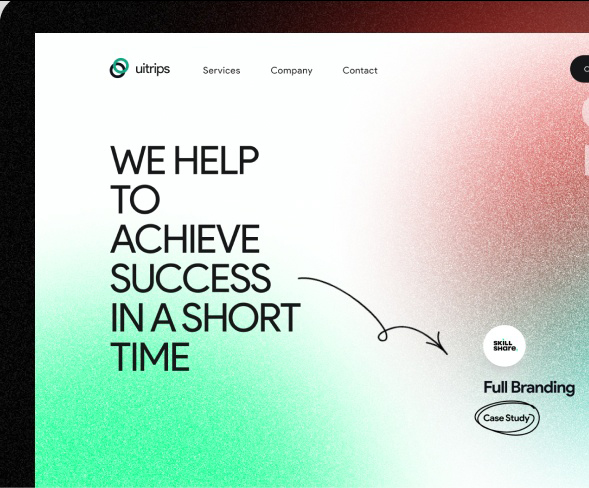 uitrips
Services
Company
Contact
WE HELP
TO
ACHIEVE
SUCCESS
IN A SHORT
TIME
SKILL
SHARE.
Full Branding
Case Study